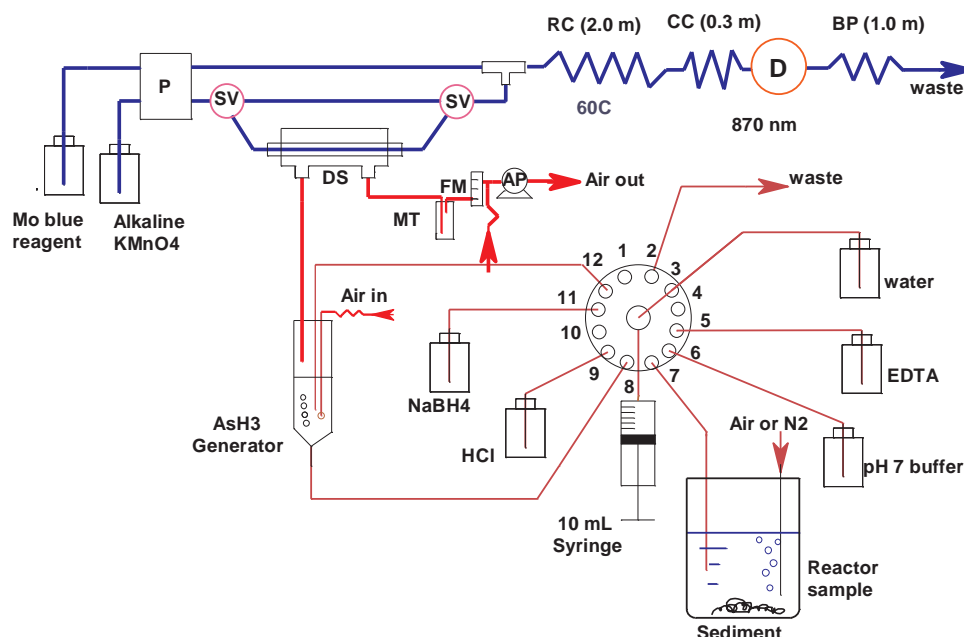 RC (2.0 m)
CC (0.3 m)
BP (1.0 m)
P
SV
SV
D
waste
60C
870 nm
DS
FM
AP
Air out
waste
MT
Mo blue
reagent
Alkaline
KMnO4
12
1
2
3
4
5
6
7
8
9
10
11
water
Air in
NaBH4
EDTA
AsH3
Generator
HCl
Air or N2
pH 7 buffer
10 mL
Syringe
Reactor
sample
Sediment